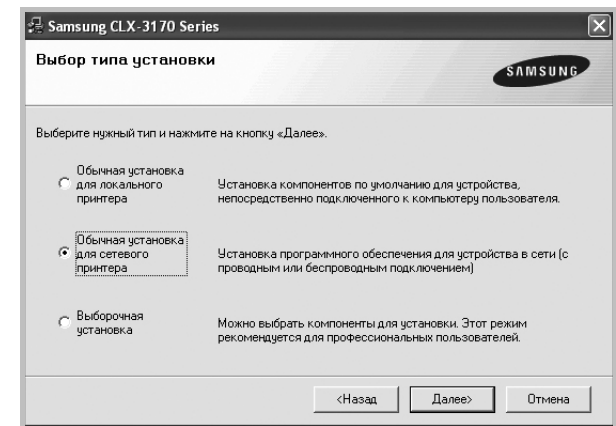 Samsung CLX-3170 Series
Выбор типа установки
SAMSUNG
Выберите нужный тип и нажмите на кнопку «Далее».
Обычная установка
для локального
принтера
Установка компонентов по умолчанию для устройства,
непосредственно подключенного к компьютеру пользователя.
Обычная установка
для сетевого
принтера
Установка программного обеспечения для устройства в сети (с
проводным или беспроводным подключением)
Выборочная
установка
Можно выбрать компоненты для установки. Этот режим
рекомендуется для профессиональных пользователей.
<Назад Далее> Отмена